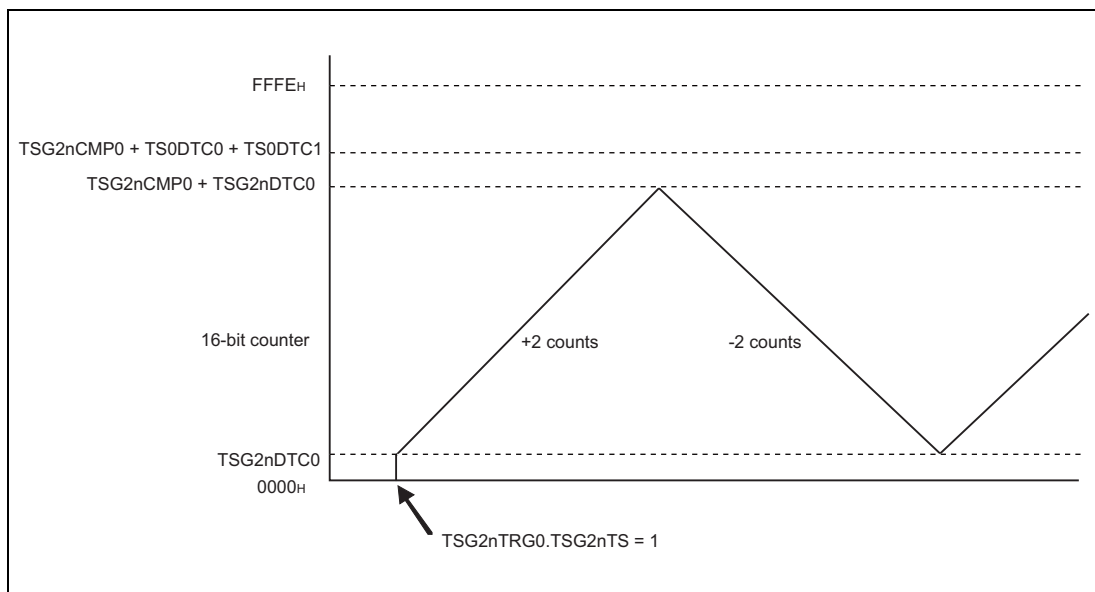 FFFEH
TSG2nCMP0 + TS0DTC0 + TS0DTC1
TSG2nCMP0 + TSG2nDTC0
16-bit counter
+2 counts
-2 counts
TSG2nDTC0
0000H
TSG2nTRG0.TSG2nTS = 1